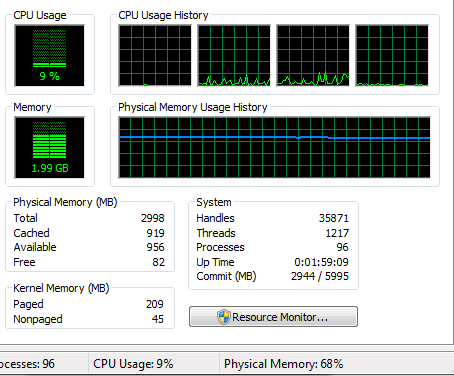 CPU Usage
CPU Usage History
9 %
Memory
Physical Memory Usage History
1.99 GB
Physical Memory (MB)
Total 2998
Cached 919
Available 956
Free 82
System
Handles 35871
Threads 1217
Processes 96
Up Time 0:01:59:09
Commit (MB) 2944 / 5995
Kernel Memory (MB)
Paged 209
Nonpaged 45
Resource Monitor...
ocesses: 96 CPU Usage: 9% Physical Memory: 68%